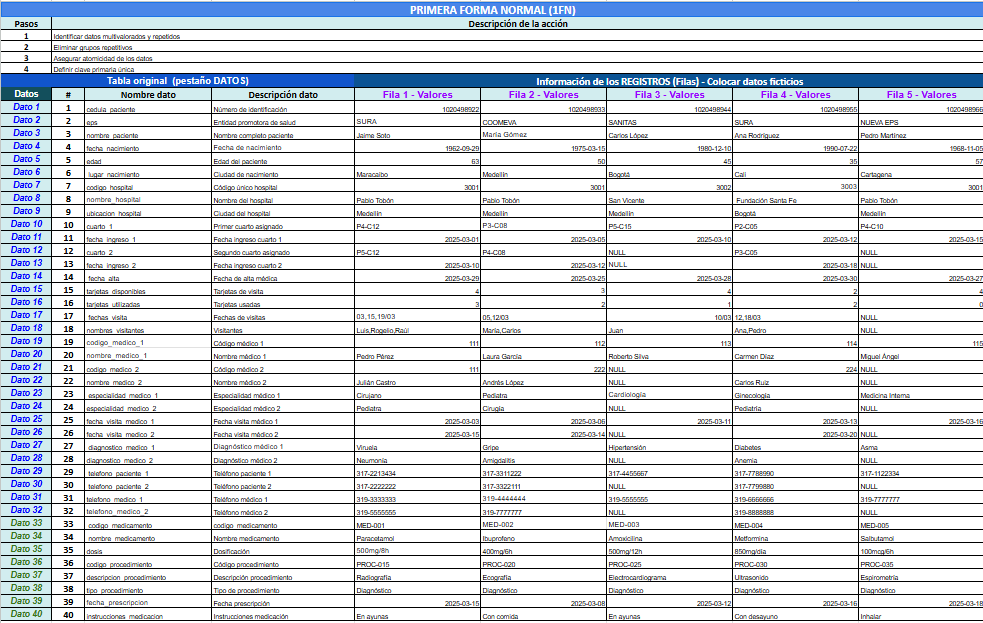 PRIMERA FORMA NORMAL (1FN)
Pasos Descripción de la acción
1 Identificar datos multivalorados y repetidos
2 Eliminar grupos repetitivos
3 Asegurar atomicidad de los datos
4 Definir clave primaria única
Tabla original (pestaño DATOS) Información de los REGISTROS (Filas) - Colocar datos ficticios
Datos # Nombre dato Descripción dato Fila 1 - Valores Fila 2 - Valores Fila 3 - Valores Fila 4 - Valores Fila 5 - Valores
Dato 1 1 cedula_paciente Número de identificación 1020498922 1020498933 1020498944 1020498955 1020498966
Dato 2 2 eps Entidad promotora de salud SURA COOMEVA SANITAS SURA NUEVA EPS
Dato 3 3 nombre_paciente Nombre completo paciente Jaime Soto María Gómez Carlos López Ana Rodríguez Pedro Martínez
Dato 4 4 fecha_nacimiento Fecha de nacimiento 1962-09-29 1975-03-15 1980-12-10 1990-07-22 1968-11-05
Dato 5 5 edad Edad del paciente 63 50 45 35 57
Dato 6 6 lugar_nacimiento Ciudad de nacimiento Maracaibo Medellín Bogotá Cali Cartagena
Dato 7 7 codigo_hospital Código único hospital 3001 3001 3002 3003 3001
Dato 8 8 nombre_hospital Nombre del hospital Pablo Tobón Pablo Tobón San Vicente Fundación Santa Fe Pablo Tobón
Dato 9 9 ubicacion_hospital Ciudad del hospital Medellín Medellín Medellín Bogotá Medellín
Dato 10 10 cuarto_1 Primer cuarto asignado P4-C12 P3-C08 P5-C15 P2-C05 P4-C10
Dato 11 11 fecha_ingreso_1 Fecha ingreso cuarto 1 2025-03-01 2025-03-05 2025-03-10 2025-03-12 2025-03-15
Dato 12 12 cuarto_2 Segundo cuarto asignado P5-C12 P4-C08 NULL P3-C05 NULL
Dato 13 13 fecha_ingreso_2 Fecha ingreso cuarto 2 2025-03-10 2025-03-12 NULL 2025-03-18 NULL
Dato 14 14 fecha_alta Fecha de alta médica 2025-03-29 2025-03-25 2025-03-28 2025-03-30 2025-03-27
Dato 15 15 tarjetas_disponibles Tarjetas de visita 4 3 4 2 4
Dato 16 16 tarjetas_utilizadas Tarjetas usadas 3 2 1 2 0
Dato 17 17 fechas_visita Fechas de visitas 03,15,19/03 05,12/03 10/03 12,18/03 NULL
Dato 18 18 nombres_visitantes Visitantes Luis,Rogelio,Raúl María,Carlos Juan Ana,Pedro NULL
Dato 19 19 codigo_medico_1 Código médico 1 111 112 113 114 115
Dato 20 20 nombre_medico_1 Nombre médico 1 Pedro Pérez Laura García Roberto Silva Carmen Díaz Miguel Ángel
Dato 21 21 codigo_medico_2 Código médico 2 111 222 NULL 224 NULL
Dato 22 22 nombre_medico_2 Nombre médico 2 Julián Castro Andrés López NULL Carlos Ruiz NULL
Dato 23 23 especialidad_medico_1 Especialidad médico 1 Cirujano Pediatra Cardiología Ginecología Medicina Interna
Dato 24 24 especialidad_medico_2 Especialidad médico 2 Pediatra Cirugía NULL Pediatría NULL
Dato 25 25 fecha_visita_medico_1 Fecha visita médico 1 2025-03-03 2025-03-06 2025-03-11 2025-03-13 2025-03-16
Dato 26 26 fecha_visita_medico_2 Fecha visita médico 2 2025-03-15 2025-03-14 NULL 2025-03-20 NULL
Dato 27 27 diagnostico_medico_1 Diagnóstico médico 1 Viruela Gripe Hipertensión Diabetes Asma
Dato 28 28 diagnostico_medico_2 Diagnóstico médico 2 Neumonía Amigdalitis NULL Anemia NULL
Dato 29 29 telefono_paciente_1 Teléfono paciente 1 317-2213434 317-3311222 317-4455667 317-7788990 317-1122334
Dato 30 30 telefono_paciente_2 Teléfono paciente 2 317-2222222 317-3322111 NULL 317-7799880 NULL
Dato 31 31 telefono_medico_1 Teléfono médico 1 319-3333333 319-4444444 319-5555555 319-6666666 319-7777777
Dato 32 32 telefono_medico_2 Teléfono médico 2 319-5555555 319-7777777 NULL 319-8888888 NULL
Dato 33 33 codigo_medicamento codigo_medicamento MED-001 MED-002 MED-003 MED-004 MED-005
Dato 34 34 nombre_medicamento Nombre medicamento Paracetamol Ibuprofeno Amoxicilina Metformina Salbutamol
Dato 35 35 dosis Dosificación 500mg/8h 400mg/6h 500mg/12h 850mg/día 100mcg/6h
Dato 36 36 codigo_procedimiento Código procedimiento PROC-015 PROC-020 PROC-025 PROC-030 PROC-035
Dato 37 37 descripcion_procedimiento Descripción procedimiento Radiografía Ecografía Electrocardiograma Ultrasonido Espirometría
Dato 38 38 tipo_procedimiento Tipo de procedimiento Diagnóstico Diagnóstico Diagnóstico Diagnóstico Diagnóstico
Dato 39 39 fecha_prescripcion Fecha prescripción 2025-03-15 2025-03-08 2025-03-12 2025-03-16 2025-03-18
Dato 40 40 instrucciones_medicacion Instrucciones medicación En ayunas Con comida En ayunas Con desayuno Inhalar